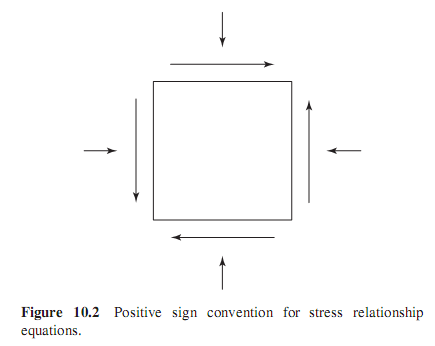 Figure 10.2 Positive sign convention for stress relationship
equations.